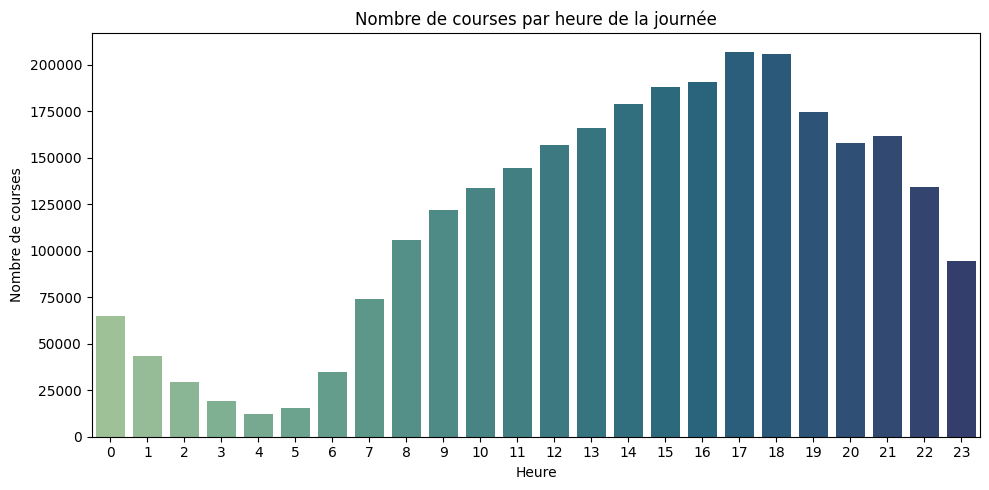 Nombre de courses par heure de la journée
Nombre de courses
200000
175000
150000
125000
100000
75000
50000
25000
0
0 1 2 3 4 5 6 7 8 9 10 11 12 13 14 15 16 17 18 19 20 21 22 23
Heure